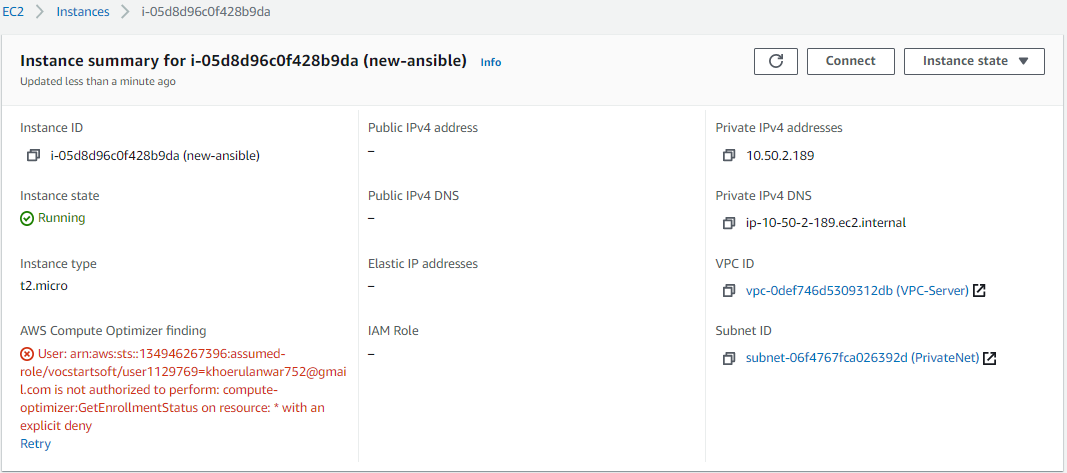 EC2 > Instances > i-05d8d96c0f428b9da
Instance summary for i-05d8d96c0f428b9da (new-ansible) Info
Updated less than a minute ago
Connect
Instance state
Instance ID
i-05d8d96c0f428b9da (new-ansible)
Instance state
Running
Instance type
t2.micro
AWS Compute Optimizer finding
User: arn:aws:sts::134946267396:assumed-
role/vocstartsoft/user1129769=khoerulanwar752@gmai
l.com is not authorized to perform: compute-
optimizer:GetEnrollmentStatus on resource: * with an
explicit deny
Retry
Public IPv4 address
–
Public IPv4 DNS
–
Elastic IP addresses
–
IAM Role
–
Private IPv4 addresses
10.50.2.189
Private IPv4 DNS
ip-10-50-2-189.ec2.internal
VPC ID
vpc-0def746d5309312db (VPC-Server)
Subnet ID
subnet-06f4767fca026392d (PrivateNet)